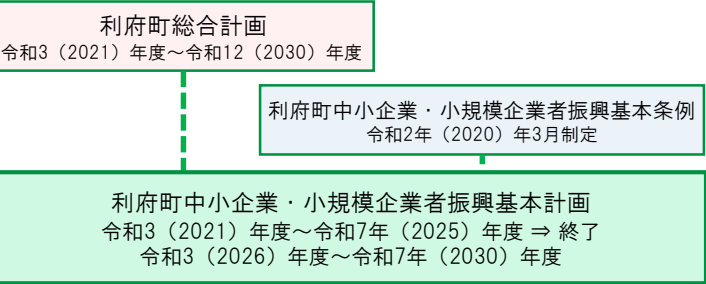 利府町総合計画
令和3（2021）年度～令和12（2030）年度
利府町中小企業・小規模企業者振興基本条例
令和2年（2020）年3月制定
利府町中小企業・小規模企業者振興基本計画
令和3（2021）年度～令和7年（2025）年度 ⇒ 終了
令和3（2026）年度～令和7年（2030）年度